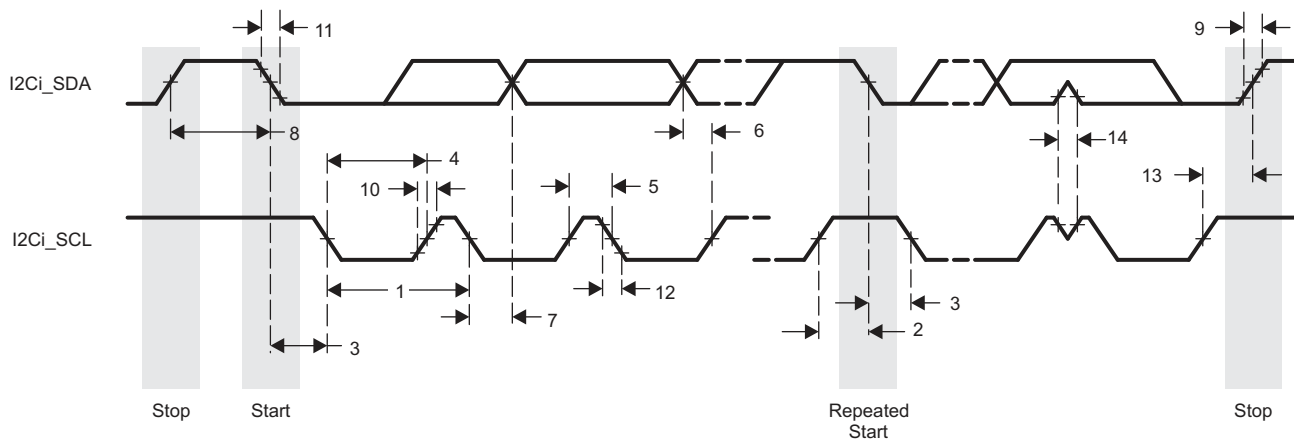 11
9
I2Ci_SDA
8
6
14
4
10
5
13
I2Ci_SCL
1
12
7
3
2
3
Stop
Start
Repeated
Start
Stop